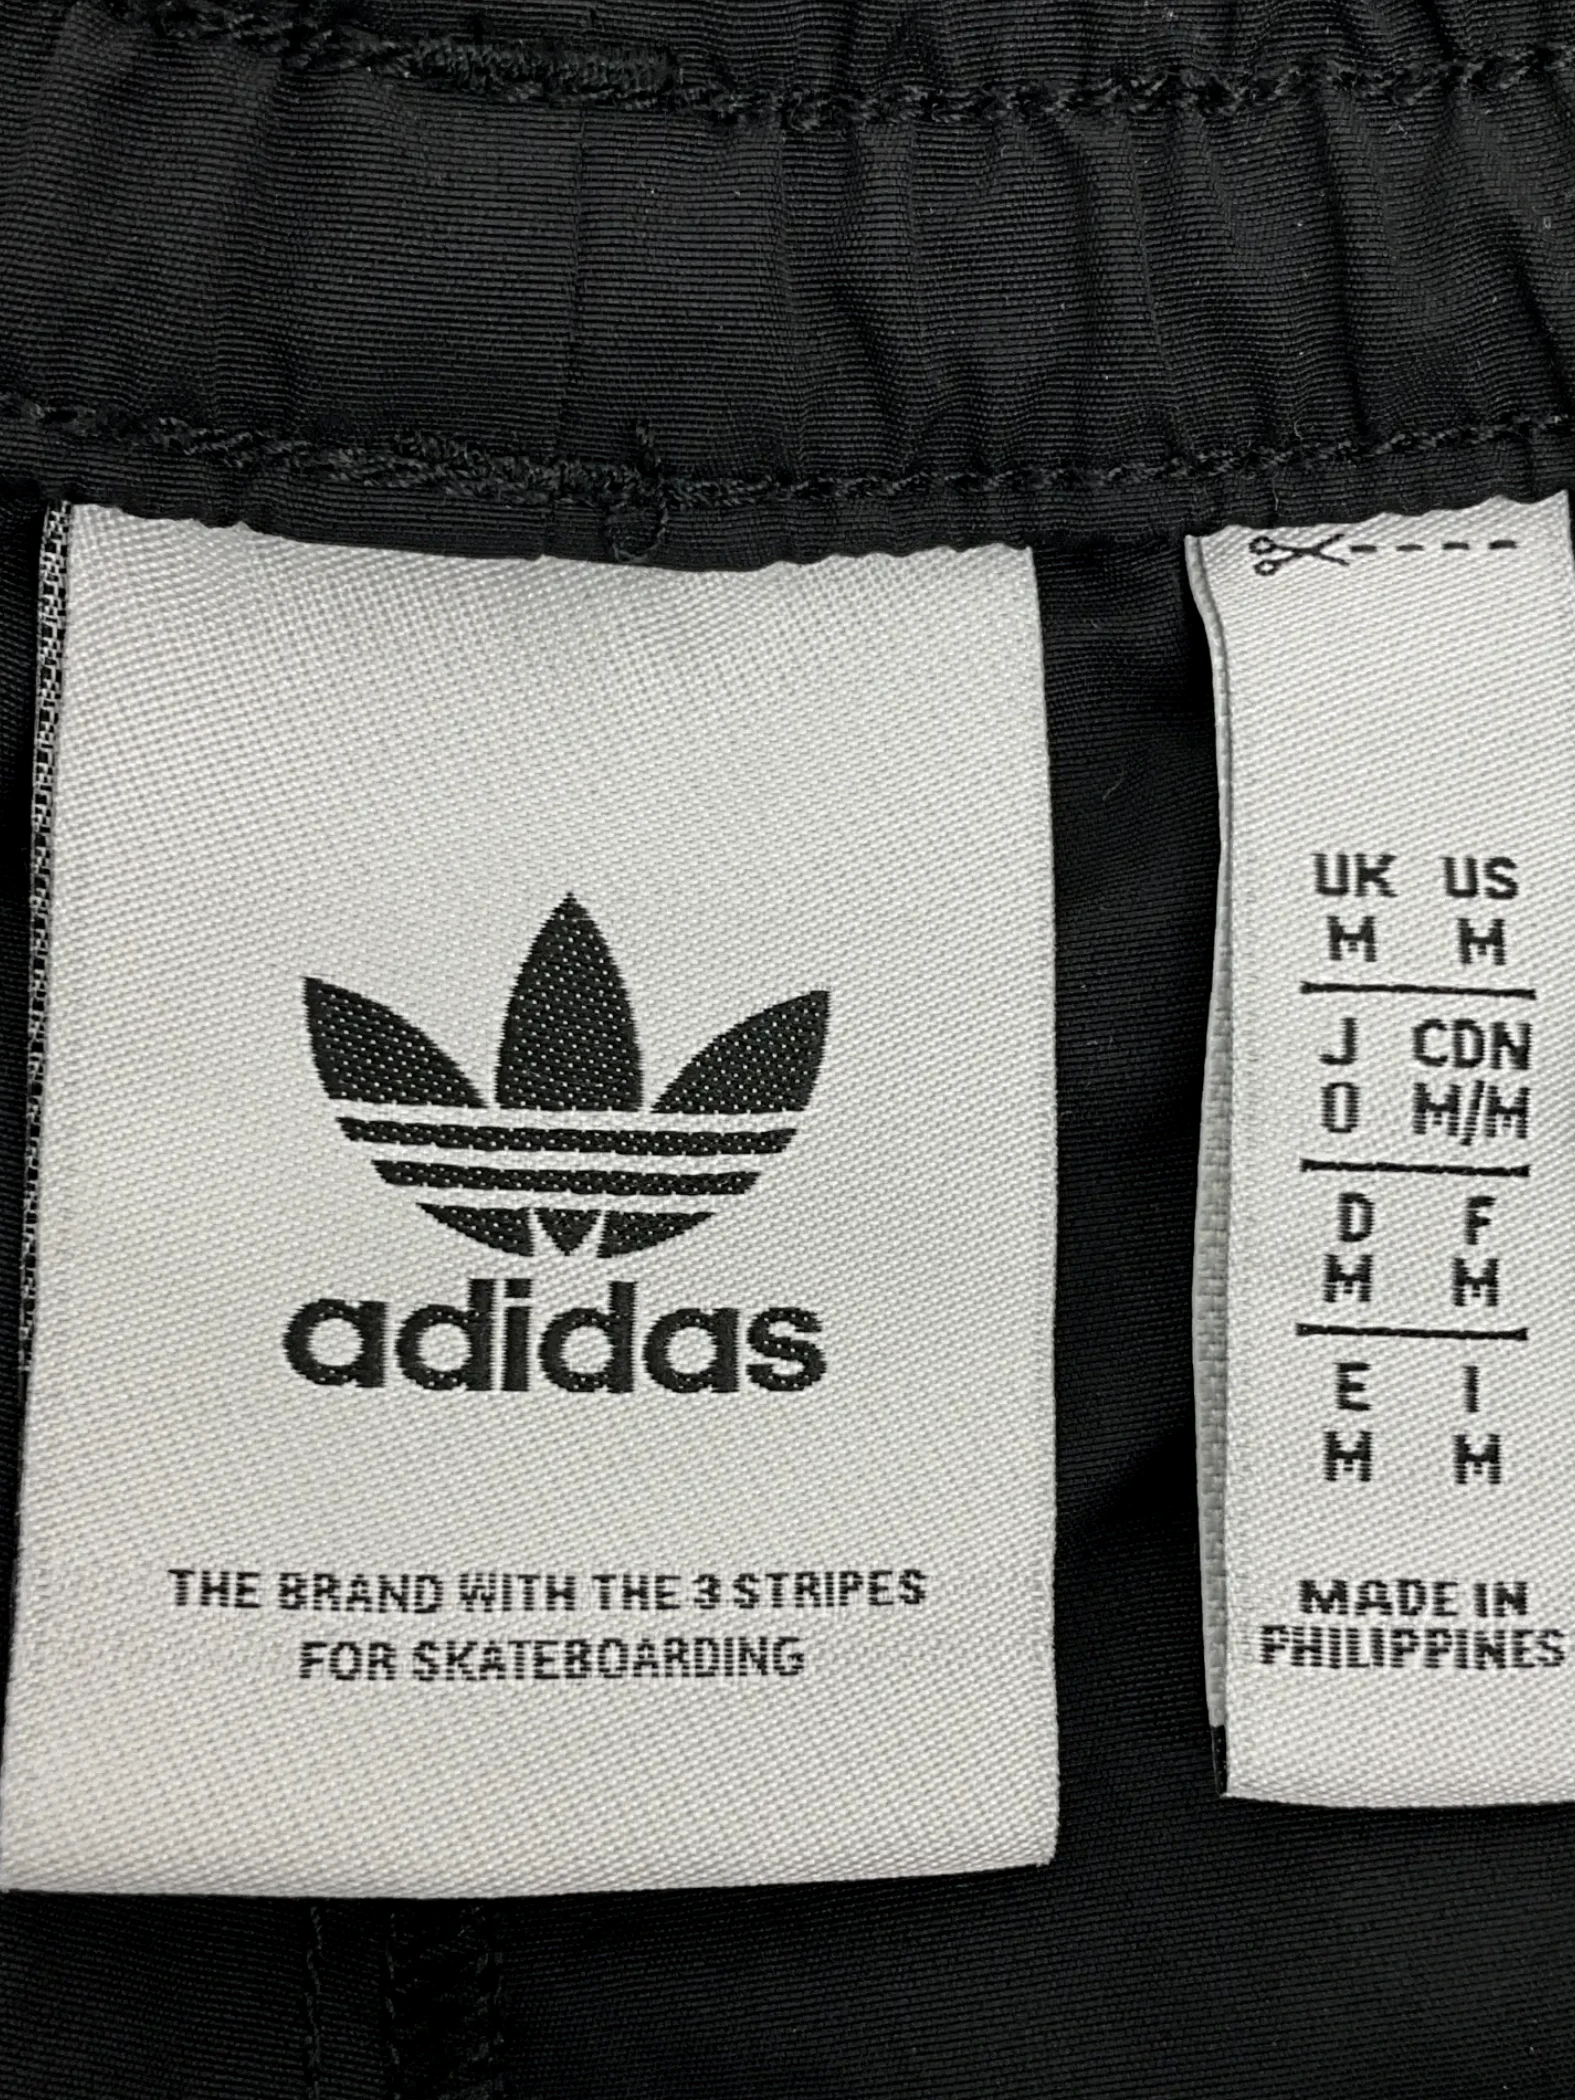 adidas
THE BRAND WITH THE 3 STRIPES
FOR SKATEBOARDING
UK US
M M
J CDN
O M/M
D F
M M
E I
M M
MADE IN
PHILIPPINES